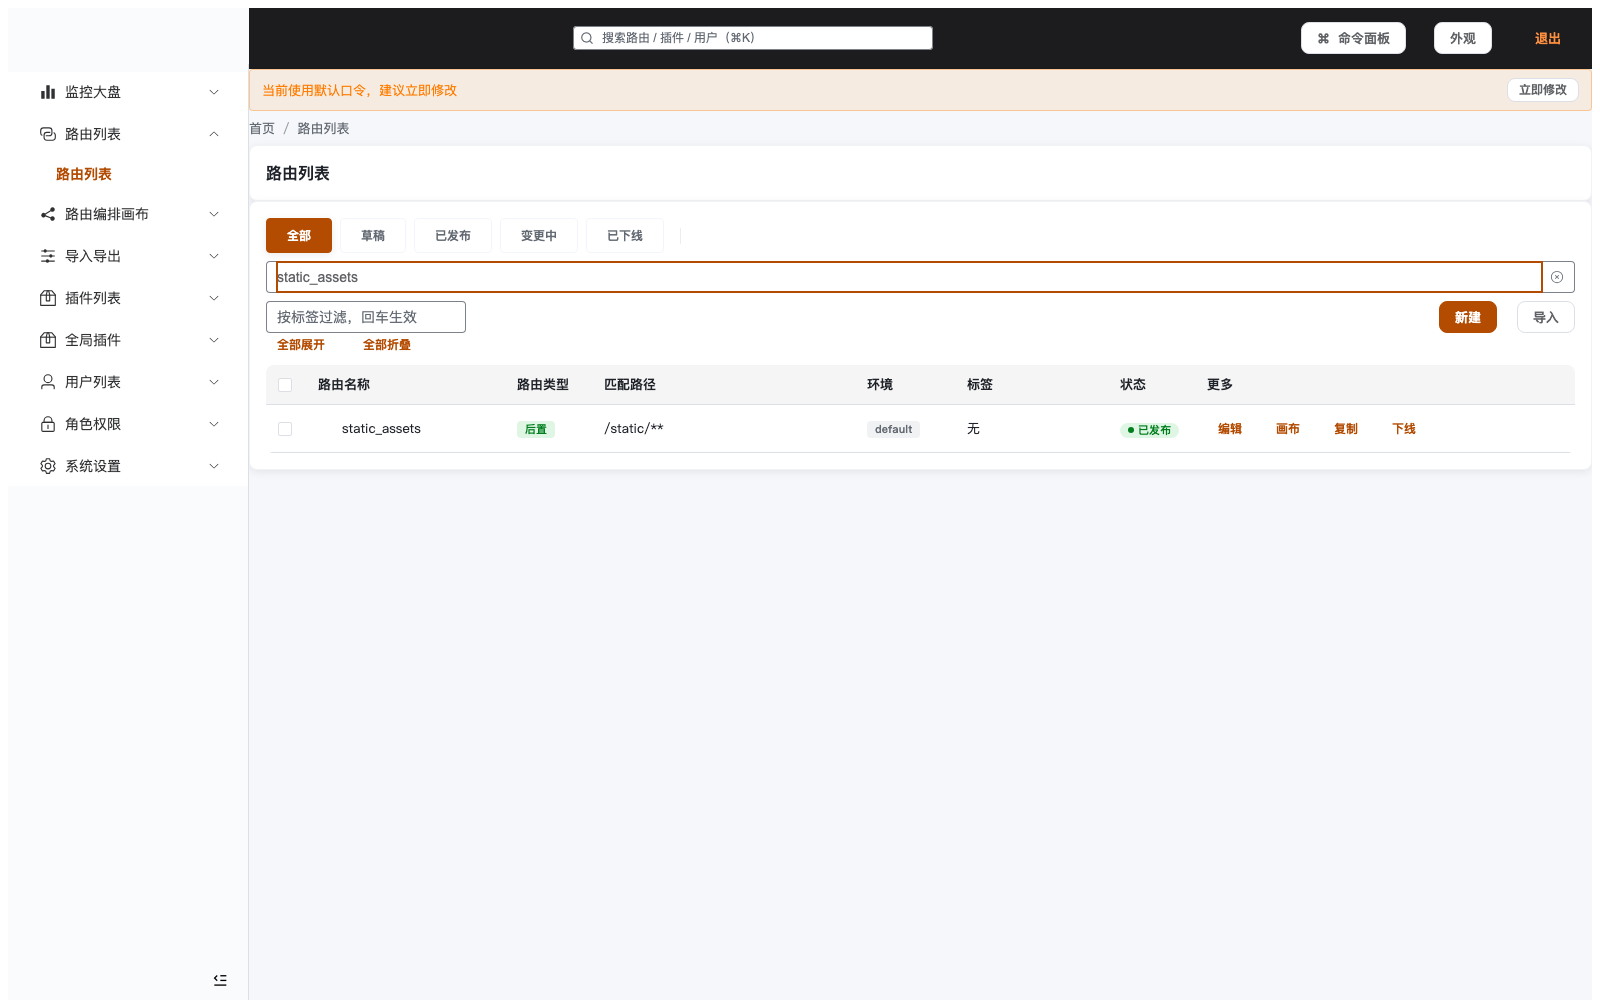 搜索路由 / 插件 / 用户（⌘K）
⌘ 命令面板
外观
退出
当前使用默认口令，建议立即修改
立即修改
监控大盘
路由列表
路由列表
路由编排画布
导入导出
插件列表
全局插件
用户列表
角色权限
系统设置
首页 / 路由列表
路由列表
全部 草稿 已发布 变更中 已下线
static_assets
按标签过滤，回车生效
新建 导入
全部展开 全部折叠
路由名称 路由类型 匹配路径 环境 标签 状态 更多
static_assets 后置 /static/** default 无 已发布 编辑 画布 复制 下线